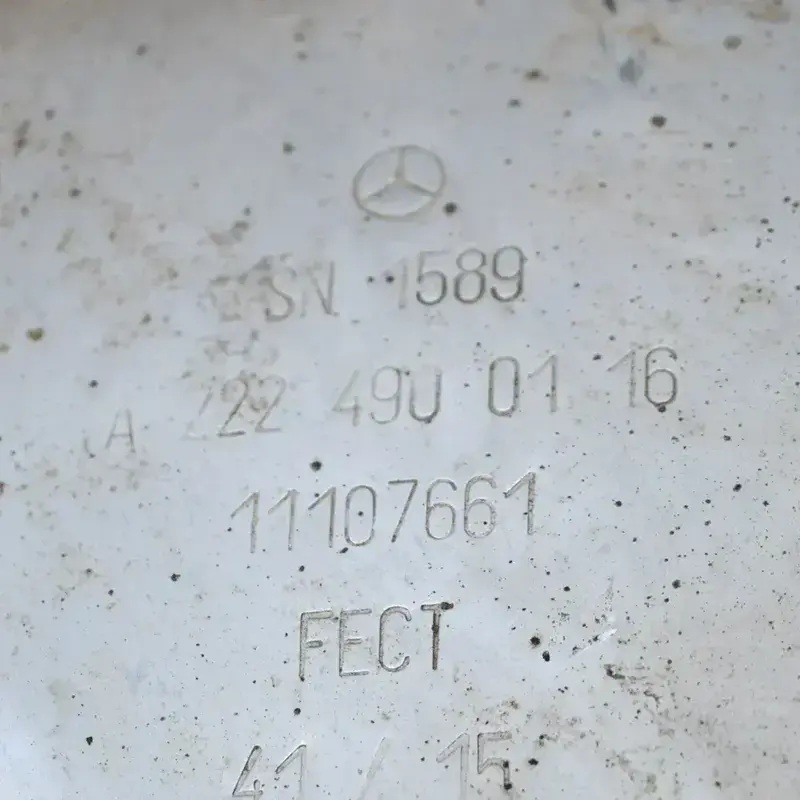 SN 1589
A 222 490 01 16
11107661
FECT
41 / 15